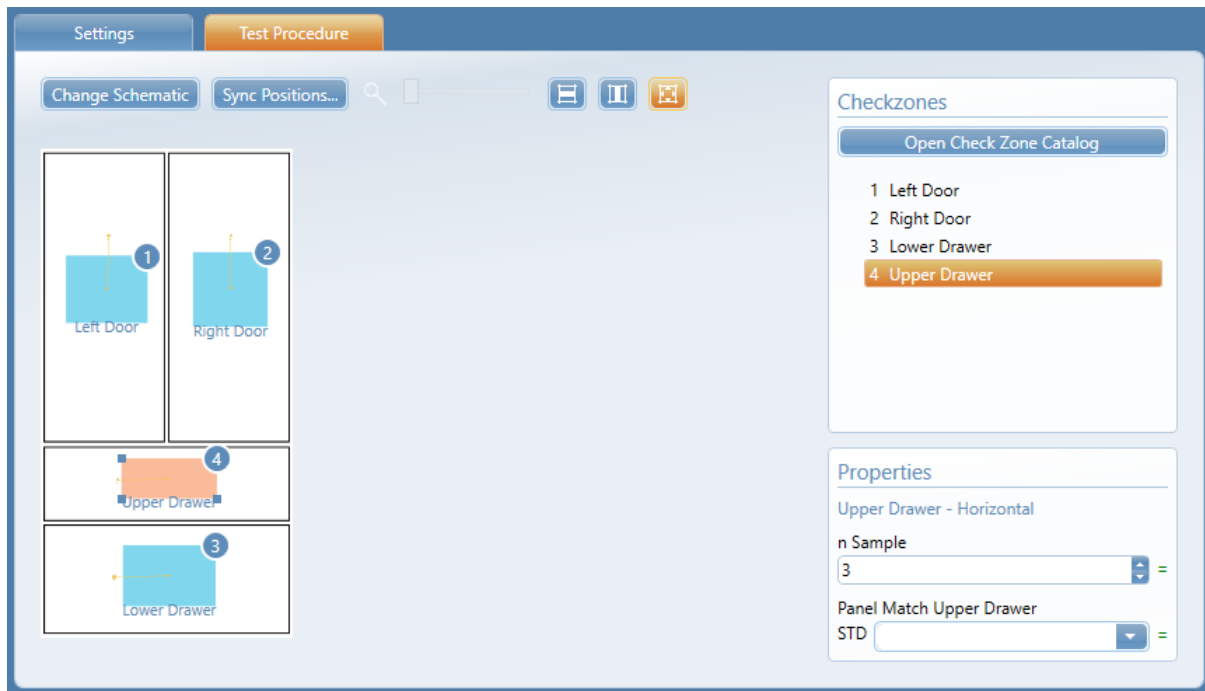 Settings
Test Procedure
Change Schematic
Sync Positions...
1
Left Door
2
Right Door
4
Upper Drawer
3
Lower Drawer
Checkzones
Open Check Zone Catalog
1 Left Door
2 Right Door
3 Lower Drawer
4 Upper Drawer
Properties
Upper Drawer - Horizontal
n Sample
3 =
Panel Match Upper Drawer
STD =